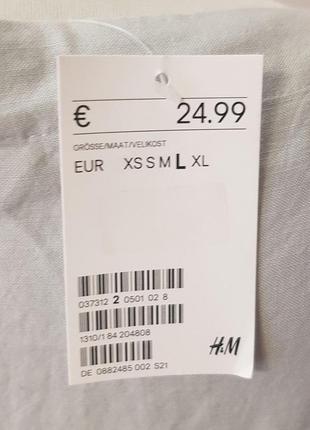 € 24.99
GRÖSSE/MAAT/VELIKOST
EUR XS S M L XL
037312 2 0501 02 8
1310/1 84 204808
H&M
DE 0882485 002 S21